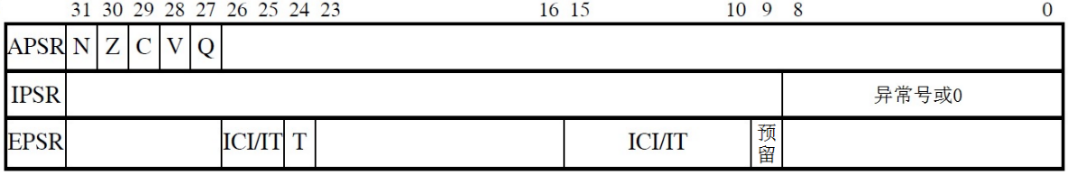 31 30 29 28 27 26 25 24 23 16 15 10 9 8 0
APSR N Z C V Q
IPSR 异常号或0
EPSR ICI/IT T ICI/IT 预留